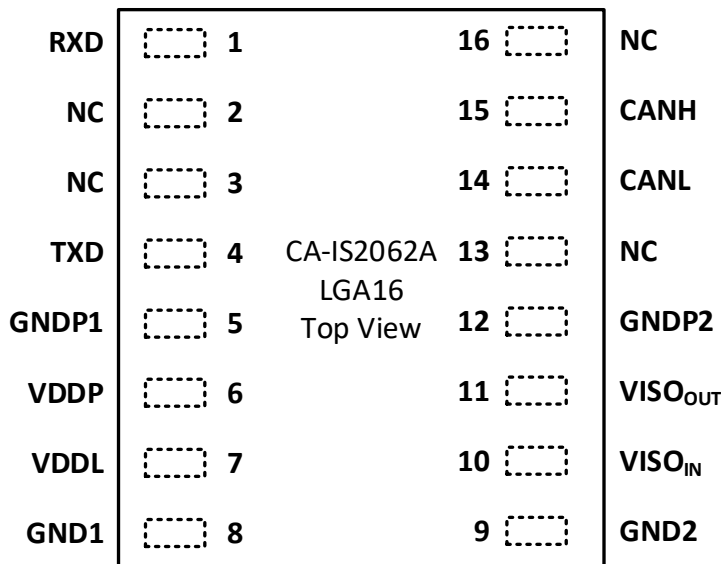 RXD 1 16 NC
NC 2 15 CANH
NC 3 14 CANL
TXD 4 CA-IS2062A 13 NC
LGA16
GNDP1 5 Top View 12 GNDP2
VDDP 6 11 VISOOUT
VDDL 7 10 VISOIN
GND1 8 9 GND2